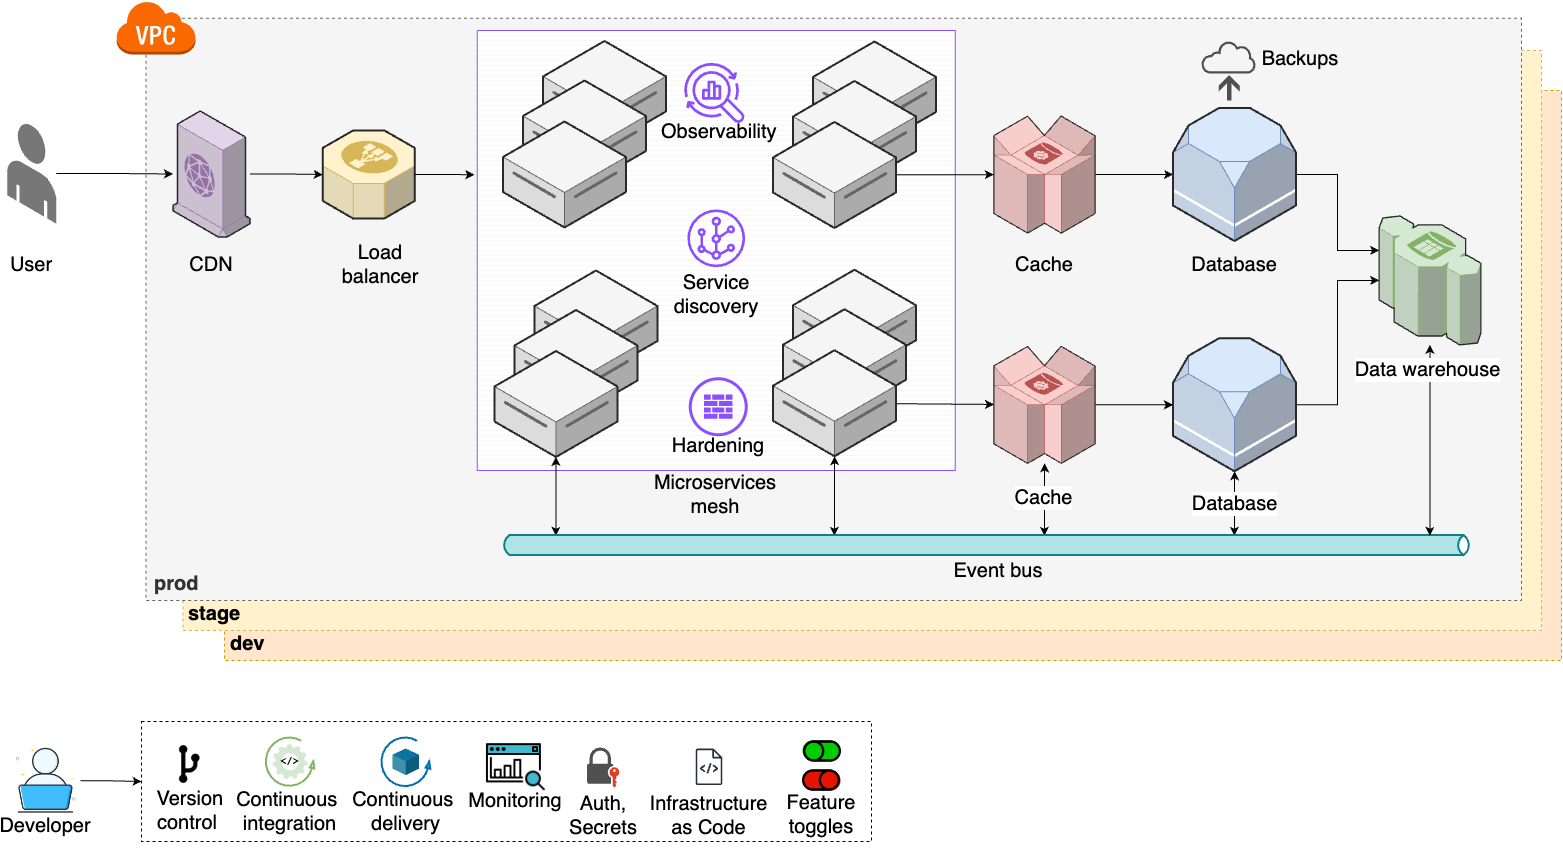 VPC
Backups
Observability
User
CDN
Load
balancer
Service
discovery
Cache
Database
Data warehouse
Hardening
Microservices
mesh
Cache
Database
Event bus
prod
stage
dev
Developer
Version
control
Continuous
integration
Continuous
delivery
Monitoring
Auth,
Secrets
</>
Infrastructure
as Code
</>
Feature
toggles